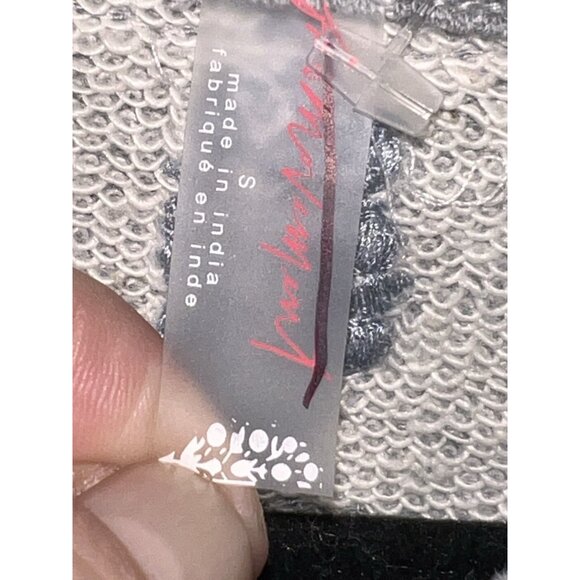 S
made in india
fabriqué en inde